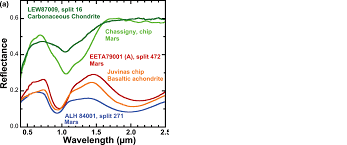 (a)
LEW87009, split 16
Carbonaceous Chondrite
Chassigny, chip
Mars
EETA79001 (A), split 472
Mars
Juvinas chip
Basaltic achondrite
ALH 84001, split 271
Mars
Reflectance
0.6
0.4
0.2
0.0
0.5
1.0
1.5
2.0
2.5
Wavelength (µm)